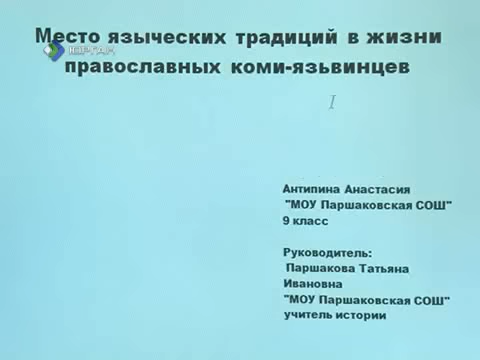 Место языческих традиций в жизни
ЮРГАН
православных коми-язьвинцев
Антипина Анастасия
"МОУ Паршаковская СОШ"
9 класс
Руководитель:
Паршакова Татьяна
Ивановна
"МОУ Паршаковская СОШ"
учитель истории